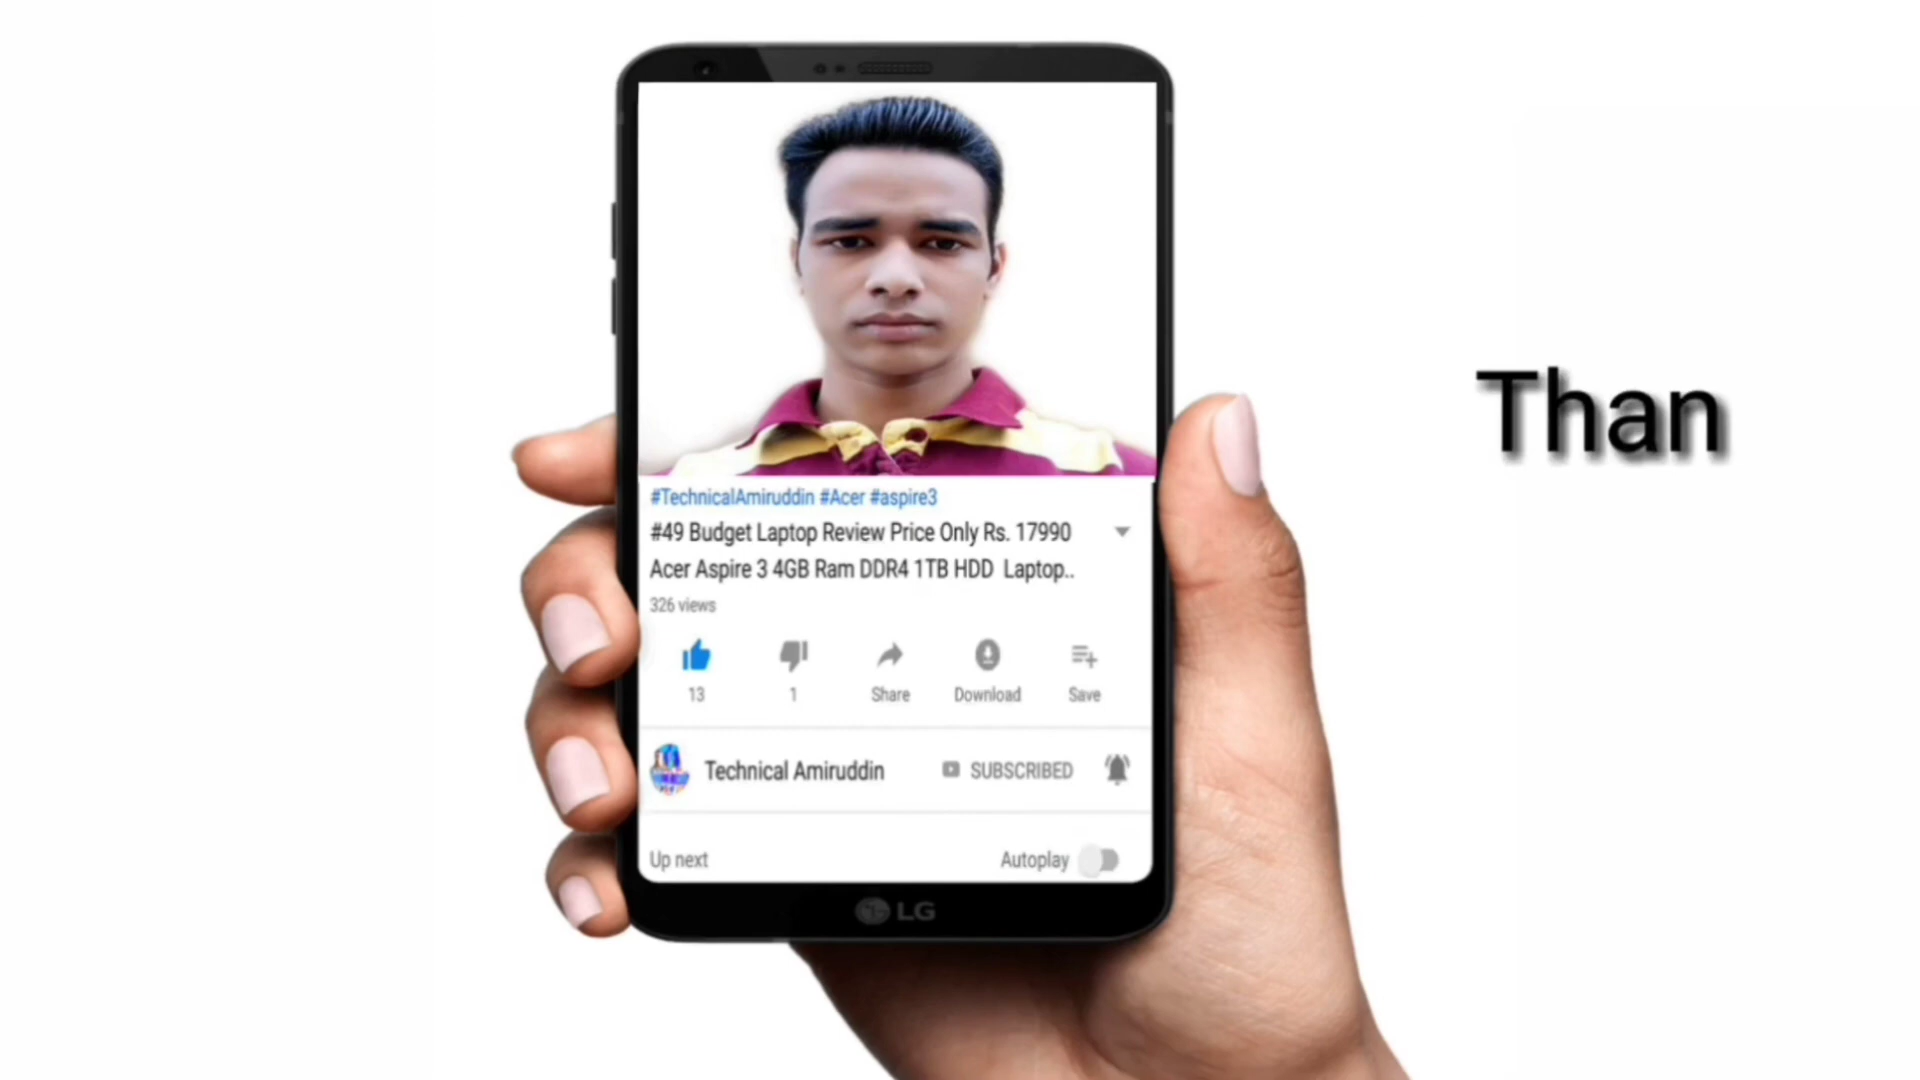 #TechnicalAmiruddin #Acer #aspire3
#49 Budget Laptop Review Price Only Rs. 17990
Acer Aspire 3 4GB Ram DDR4 1TB HDD Laptop..
326 views
13
1
Share
Download
Save
Technical Amiruddin
SUBSCRIBED
Up next
Autoplay
LG
Than